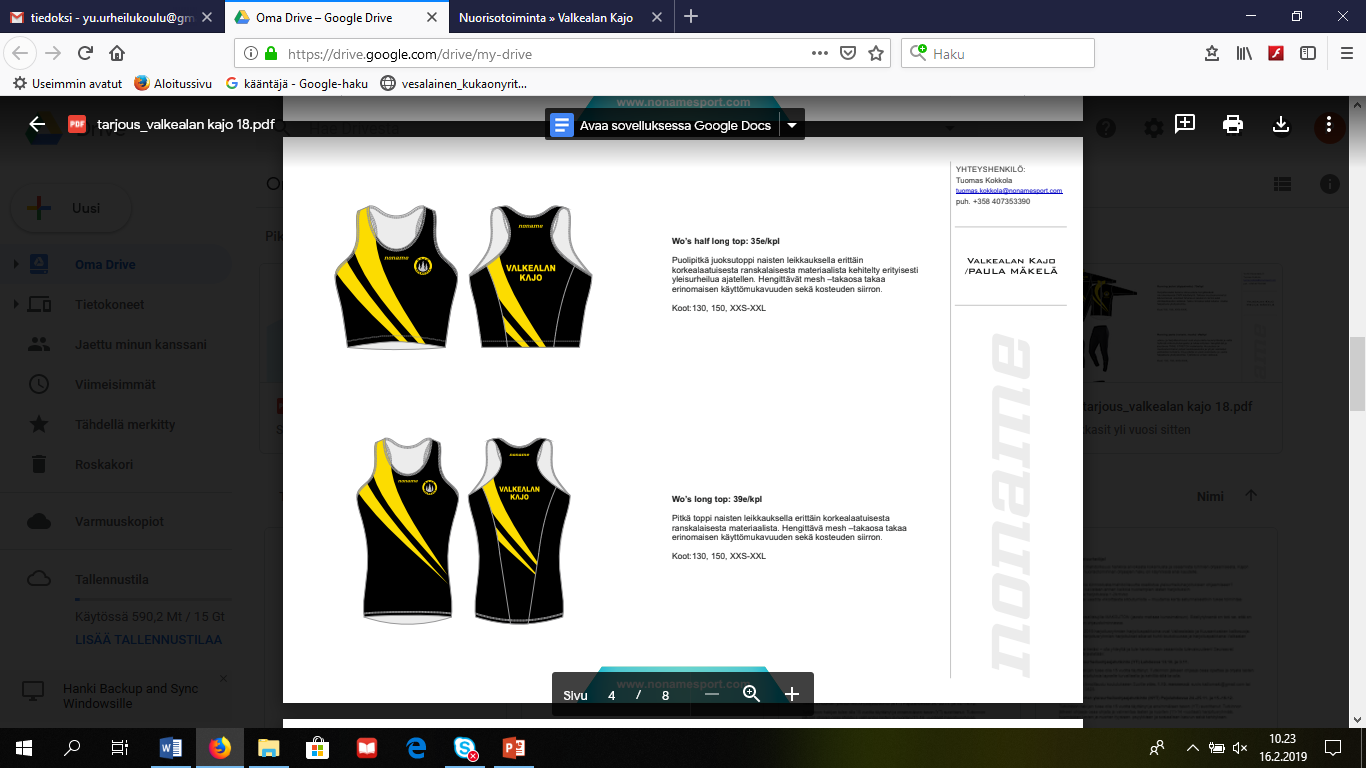 tiedoksi - yu.urheilukoulu@gm
Oma Drive – Google Drive
Nuorisotoiminta » Valkealan Kajo
https://drive.google.com/drive/my-drive
Haku
Useimmin avatut
Aloitussivu
kääntäjä - Google-haku
vesalainen_kukaonyrit...
www.nonamesport.com
PDF
tarjous_valkealan kajo 18.pdf
Avaa sovelluksessa Google Docs
Uusi
Oma Drive
Tietokoneet
Jaettu minun kanssani
Viimeisimmät
Tähdellä merkitty
Roskakori
Varmuuskopiot
Tallennustila
Käytössä 590,2 Mt / 15 Gt
LISÄÄ TALLENNUSTILAA
Hanki Backup and Sync
Windowsille
noname
noname
VALKEALAN
KAJO
Wo's half long top: 35e/kpl
Puolipitkä juoksutoppi naisten leikkauksella erittäin
korkealaatuisesta ranskalaisesta materiaalista kehitelty erityisesti
yleisurheilua ajatellen. Hengittävät mesh –takaosa takaa
erinomaisen käyttömukavuuden sekä kosteuden siirron.
Koot:130, 150, XXS-XXL
noname
noname
VALKEALAN
KAJO
Wo's long top: 39e/kpl
Pitkä toppi naisten leikkauksella erittäin korkealaatuisesta
ranskalaisesta materiaalista. Hengittävä mesh –takaosa takaa
erinomaisen käyttömukavuuden sekä kosteuden siirron.
Koot:130, 150, XXS-XXL
YHTEYSHENKILÖ:
Tuomas Kokkola
tuomas.kokkola@nonamesport.com
puh. +358 407353390
Valkealan Kajo
/PAULA MÄKELÄ
noname
tarjous_valkealan kajo 18.pdf
kasit yli vuosi sitten
Nimi
www.nonamesport.com
Sivu 4 / 8
10.23
16.2.2019